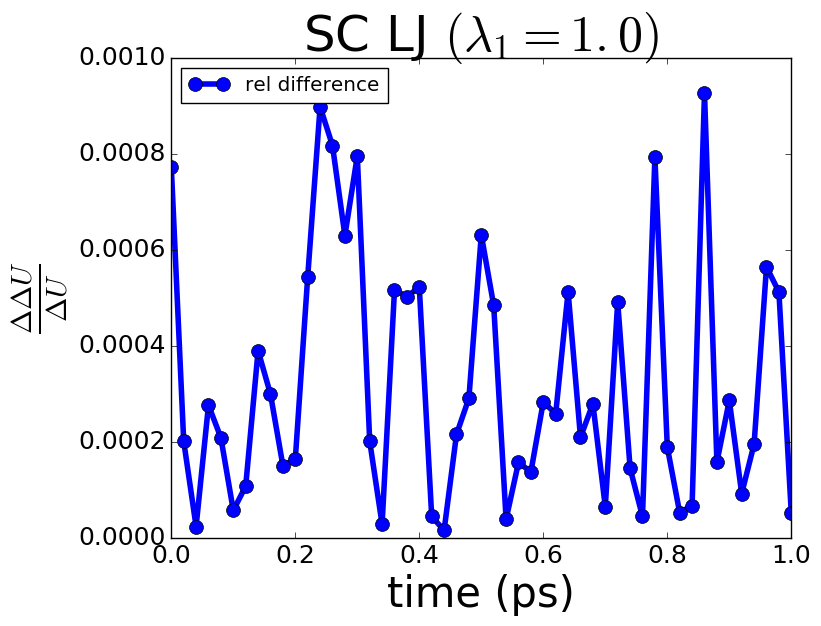 SC LJ (λ₁ = 1.0)
rel difference
0.0010
0.0008
0.0006
0.0004
0.0002
0.0000
ΔΔU
ΔU
0.0 0.2 0.4 0.6 0.8 1.0
time (ps)